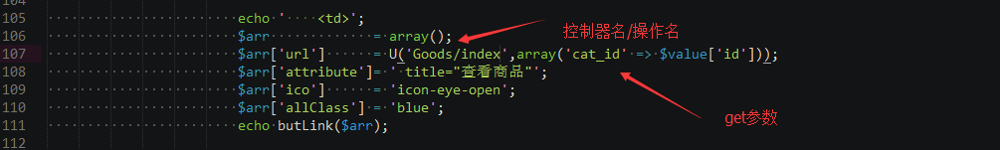 104
105 echo '    <td>';
控制器名/操作名
106 $arr = array();
107 $arr['url'] = U('Goods/index',array('cat_id' => $value['id']));
108 $arr['attribute'] = ' title="查看商品"';
109 $arr['ico'] = 'icon-eye-open';
110 $arr['allClass'] = 'blue';
get参数
111 echo butLink($arr);
112